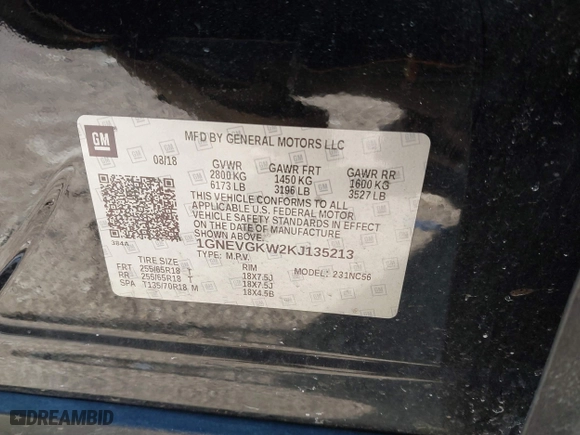 GM
MFD BY GENERAL MOTORS LLC
08/18 GVWR GAWR FRT GAWR RR
2800 KG 1450 KG 1600 KG
6173 LB 3196 LB 3527 LB
THIS VEHICLE CONFORMS TO ALL
APPLICABLE U.S. FEDERAL MOTOR
VEHICLE SAFETY STANDARDS IN EFFECT
ON THE DATE OF MANUFACTURE
SHOWN ABOVE.
384A 1GNEVGKW2KJ135213
TYPE: M.P.V. MODEL: 231NC56
TIRE SIZE RIM
FRT 255/65R18 T 18X7.5J
RR 255/65R18 T 18X7.5J
SPA T135/70R18 M 18X4.5B
DREAMBID